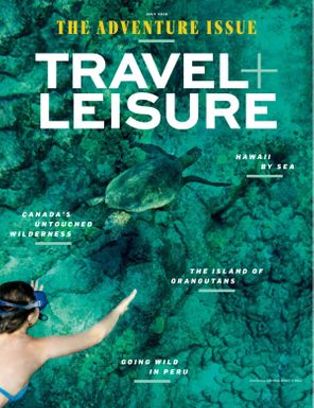 THE ADVENTURE ISSUE
TRAVEL+
LEISURE
HAWAII
BY SEA
CANADA'S
UNTOUCHED
WILDERNESS
THE ISLAND OF
ORANGUTANS
GOING WILD
IN PERU